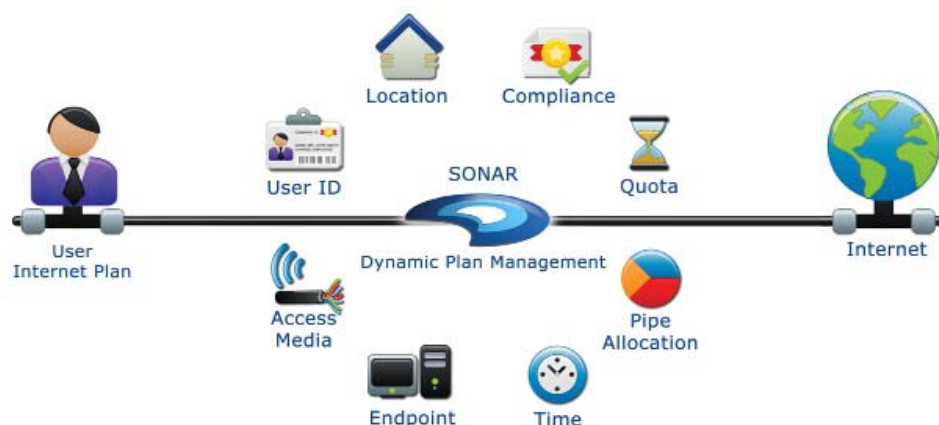 Location
Compliance
User ID
SONAR
Quota
User
Internet Plan
Dynamic Plan Management
Internet
Access
Media
Pipe
Allocation
Endpoint
Time